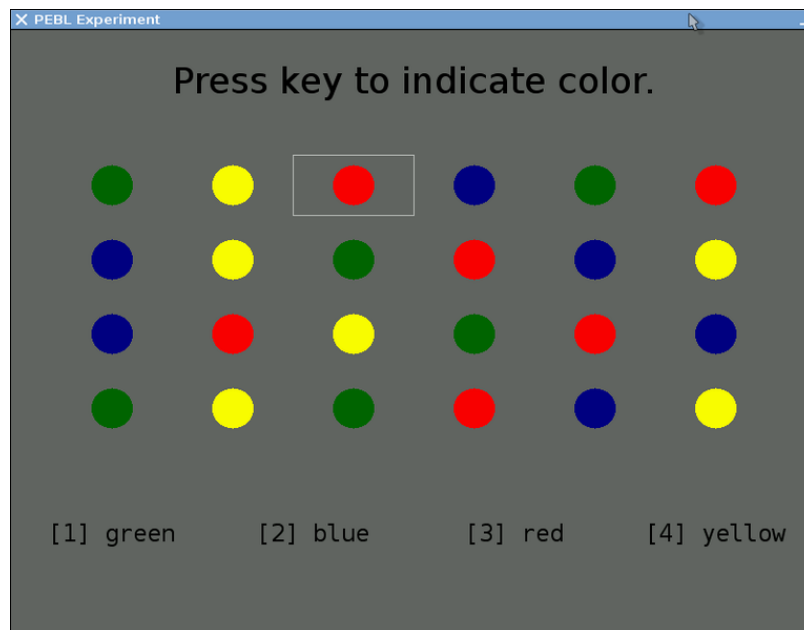 PEBL Experiment
Press key to indicate color.
[1] green [2] blue [3] red [4] yellow